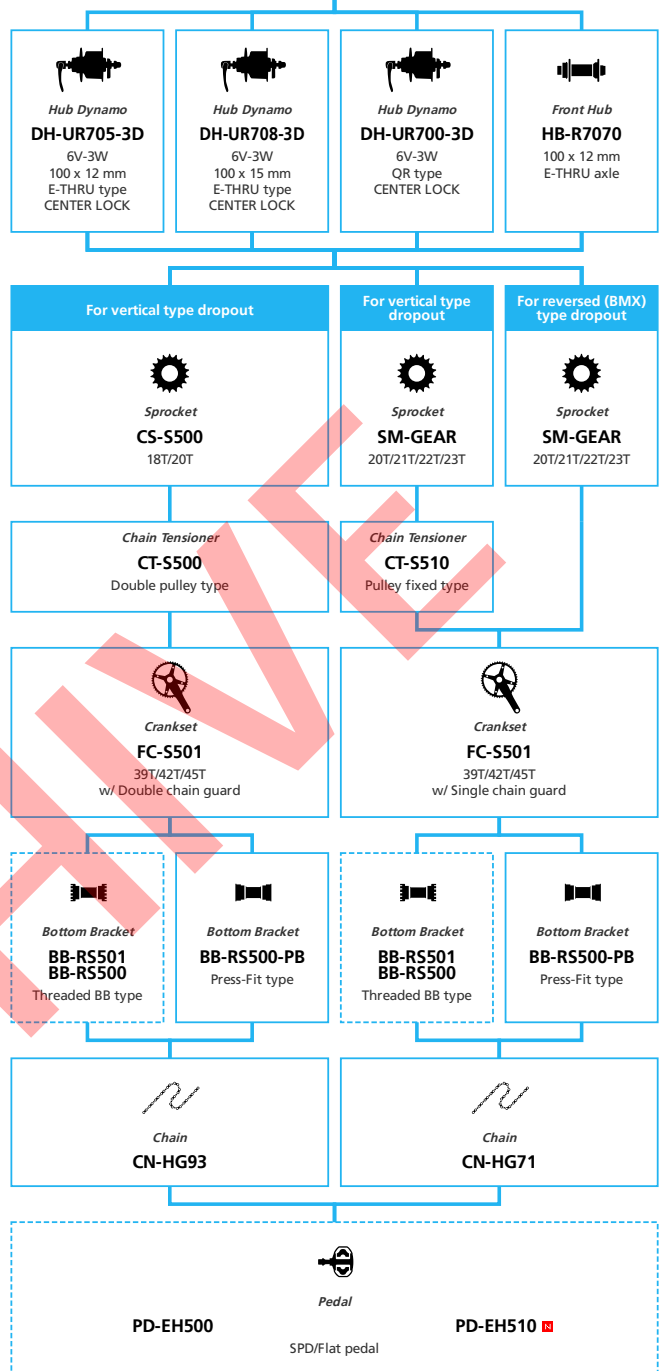 Hub Dynamo
DH-UR705-3D
6V-3W
100 x 12 mm
E-THRU type
CENTER LOCK
Hub Dynamo
DH-UR708-3D
6V-3W
100 x 15 mm
E-THRU type
CENTER LOCK
Hub Dynamo
DH-UR700-3D
6V-3W
QR type
CENTER LOCK
Front Hub
HB-R7070
100 x 12 mm
E-THRU axle
For vertical type dropout
Sprocket
CS-S500
18T/20T
For vertical type
dropout
Sprocket
SM-GEAR
20T/21T/22T/23T
For reversed (BMX)
type dropout
Sprocket
SM-GEAR
20T/21T/22T/23T
Chain Tensioner
CT-S500
Double pulley type
Chain Tensioner
CT-S510
Pulley fixed type
Crankset
FC-S501
39T/42T/45T
w/ Double chain guard
Crankset
FC-S501
39T/42T/45T
w/ Single chain guard
Bottom Bracket
BB-RS501
BB-RS500
Threaded BB type
Bottom Bracket
BB-RS500-PB
Press-Fit type
Bottom Bracket
BB-RS501
BB-RS500
Threaded BB type
Bottom Bracket
BB-RS500-PB
Press-Fit type
Chain
CN-HG93
Chain
CN-HG71
Pedal
PD-EH500
PD-EH510 N
SPD/Flat pedal
HIVE